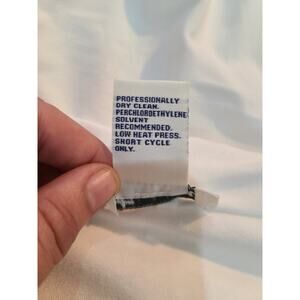 PROFESSIONALLY
DRY CLEAN.
PERCHLOROETHYLENE
SOLVENT
RECOMMENDED.
LOW HEAT PRESS.
SHORT CYCLE
ONLY.